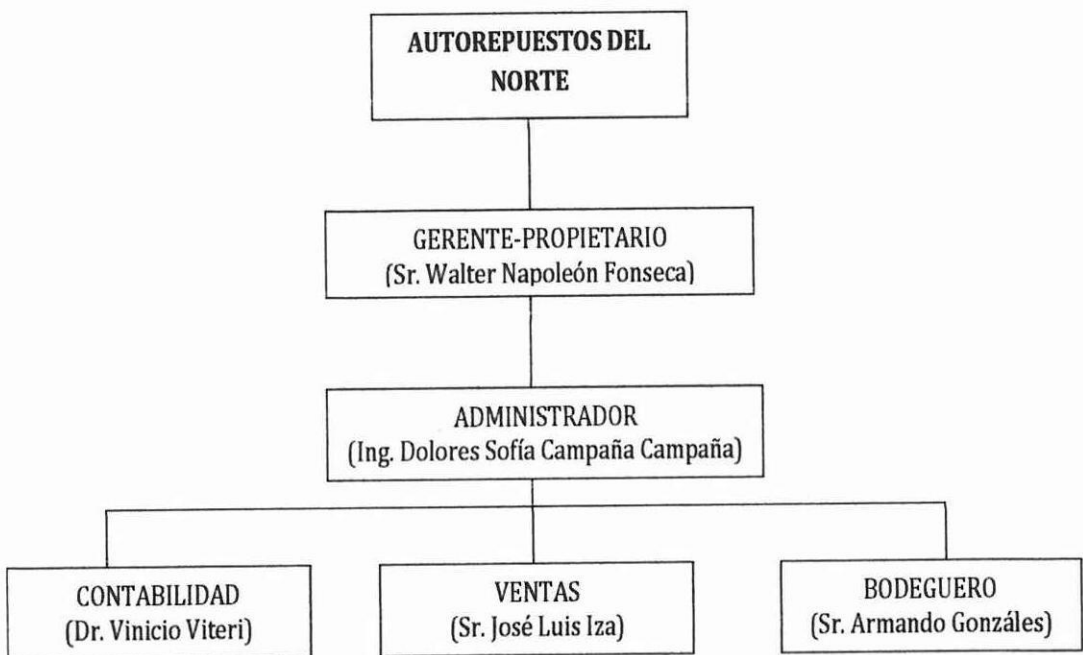 AUTOREPUESTOS DEL
NORTE
GERENTE-PROPIETARIO
(Sr. Walter Napoleón Fonseca)
ADMINISTRADOR
(Ing. Dolores Sofía Campaña Campaña)
CONTABILIDAD
(Dr. Vinicio Viteri)
VENTAS
(Sr. José Luis Iza)
BODEGUERO
(Sr. Armando Gonzáles)